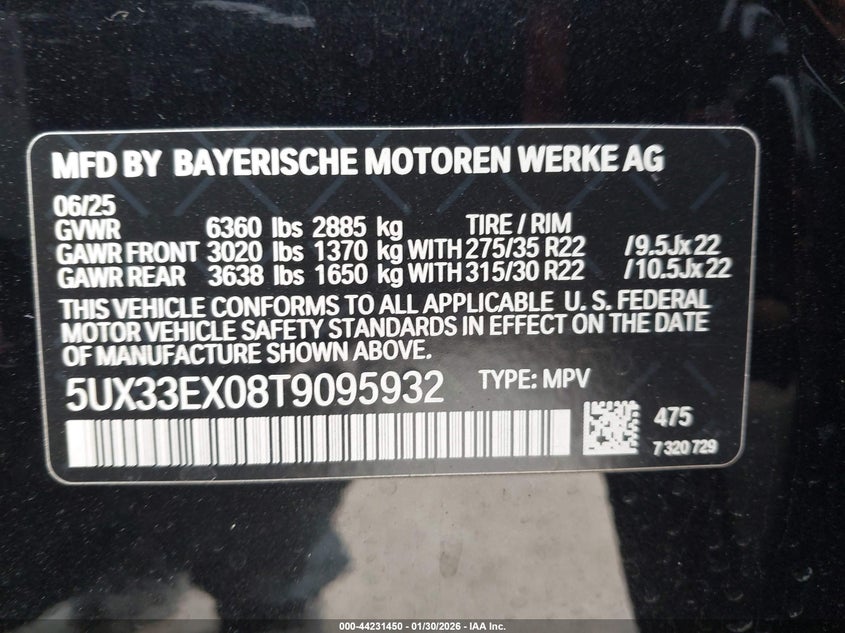 MFD BY BAYERISCHE MOTOREN WERKE AG
06/25
GVWR 6360 lbs 2885 kg TIRE / RIM
GAWR FRONT 3020 lbs 1370 kg WITH 275/35 R22 /9.5Jx22
GAWR REAR 3638 lbs 1650 kg WITH 315/30 R22 /10.5Jx22
THIS VEHICLE CONFORMS TO ALL APPLICABLE U. S. FEDERAL
MOTOR VEHICLE SAFETY STANDARDS IN EFFECT ON THE DATE
OF MANUFACTURE SHOWN ABOVE.
5UX33EX08T9095932 TYPE: MPV
475
7 320 729
000-44231450 - 01/30/2026 - IAA Inc.